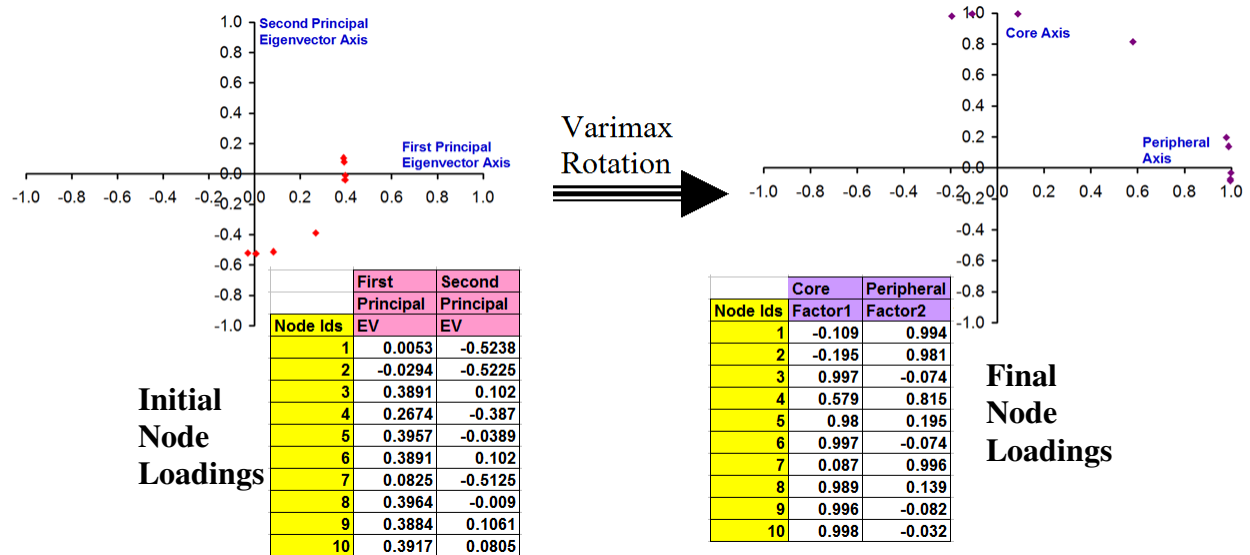 1.0
Second Principal
Eigenvector Axis
0.8
0.6
0.4
0.2
First Principal
Eigenvector Axis
0.0
-1.0 -0.8 -0.6 -0.4 -0.2 0.0 0.2 0.4 0.6 0.8 1.0
-0.2
-0.4
-0.6
-0.8
-1.0
First Second
Principal Principal
Node Ids EV EV
1 0.0053 -0.5238
2 -0.0294 -0.5225
3 0.3891 0.102
4 0.2674 -0.387
5 0.3957 -0.0389
6 0.3891 0.102
7 0.0825 -0.5125
8 0.3964 -0.009
9 0.3884 0.1061
10 0.3917 0.0805
Initial
Node
Loadings
Varimax
Rotation
1.0
Core Axis
0.8
0.6
0.4
0.2
Peripheral
Axis
0.0
-1.0 -0.8 -0.6 -0.4 -0.2 0.0 0.2 0.4 0.6 0.8 1.0
-0.2
-0.4
-0.6
-0.8
-1.0
Core Peripheral
Node Ids Factor1 Factor2
1 -0.109 0.994
2 -0.195 0.981
3 0.997 -0.074
4 0.579 0.815
5 0.98 0.195
6 0.997 -0.074
7 0.087 0.996
8 0.989 0.139
9 0.996 -0.082
10 0.998 -0.032
Final
Node
Loadings